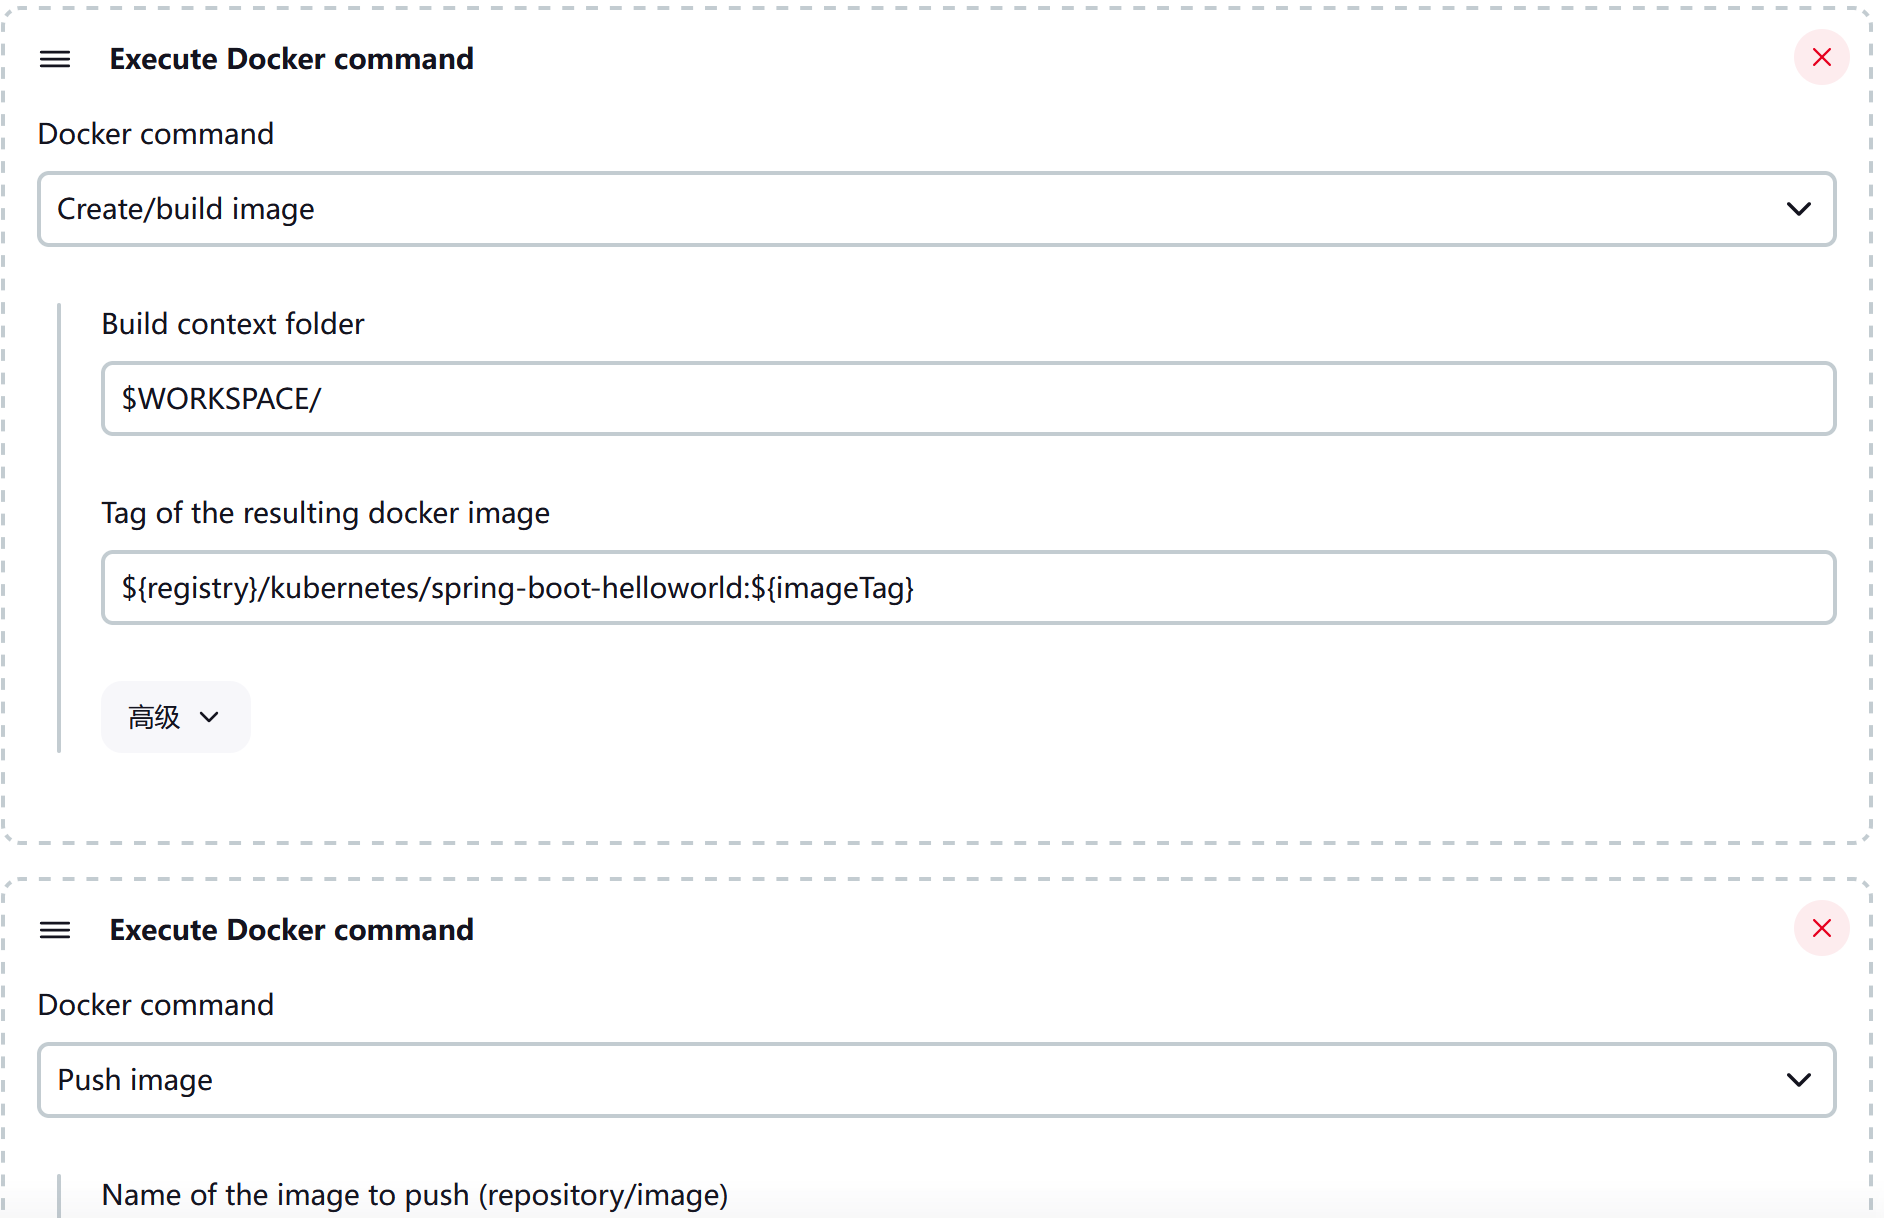 Execute Docker command
Docker command
Create/build image
Build context folder
$WORKSPACE/
Tag of the resulting docker image
${registry}/kubernetes/spring-boot-helloworld:${imageTag}
高级
Execute Docker command
Docker command
Push image
Name of the image to push (repository/image)